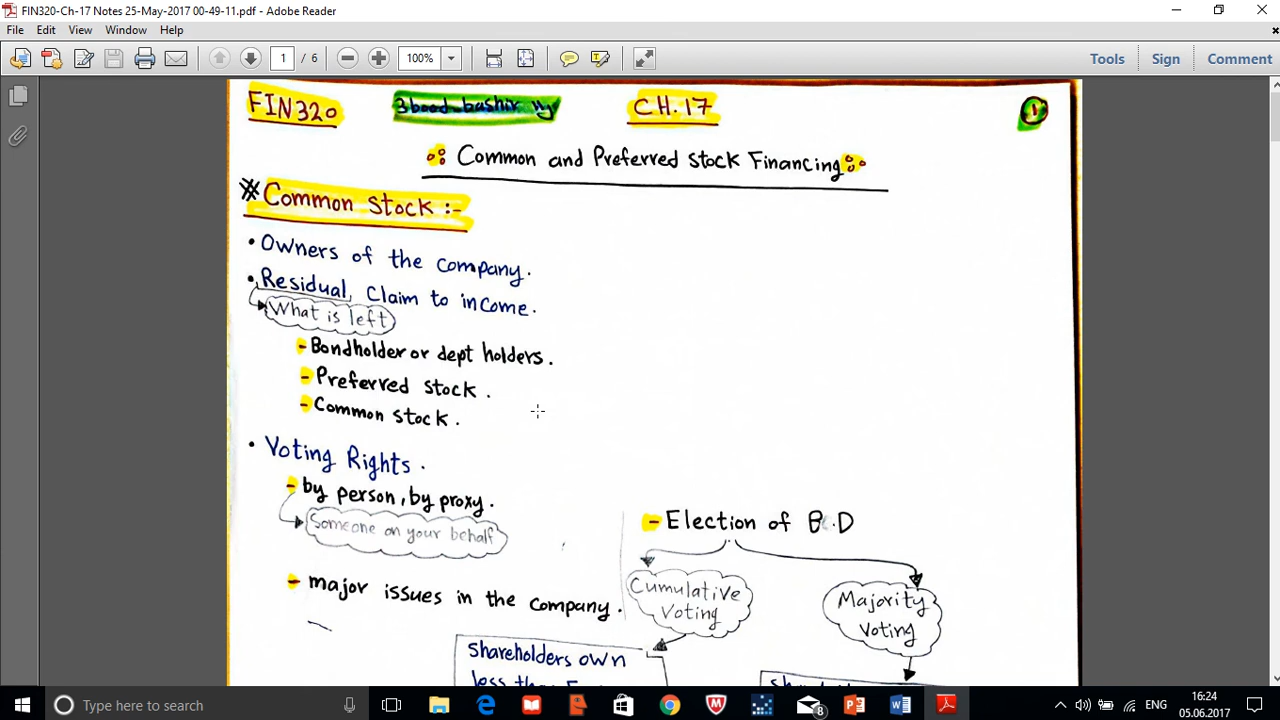 FIN320-Ch-17 Notes 25-May-2017 00-49-11.pdf - Adobe Reader
File Edit View Window Help
1 / 6 100% Tools Sign Comment
FIN320 3bood_bashir CH.17 1
Common and Preferred Stock Financing
Common Stock :-
• Owners of the company.
• Residual, Claim to income.
What is left
- Bondholder or dept holders.
- Preferred stock.
- Common stock.
• Voting Rights.
- by person, by proxy.
Someone on your behalf
- major issues in the company.
- Election of B.D
Cumulative Voting
Majority Voting
Shareholders own
less than
Type here to search
8
ENG
16:24
05.06.2017